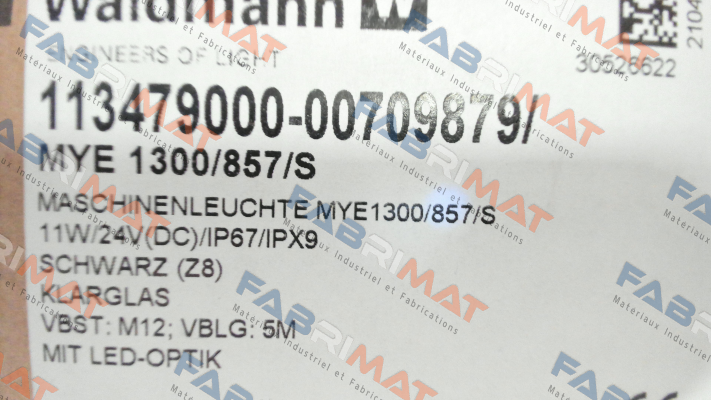 Waldmann W
ENGINEERS OF LIGHT
30526622
2104
113479000-00709879/
MYE 1300/857/S
MASCHINENLEUCHTE MYE1300/857/S
11W/24V(DC)/IP67/IPX9
SCHWARZ (Z8)
KLARGLAS
VBST: M12; VBLG: 5M
MIT LED-OPTIK
FABRIMAT
Matériaux Industriel et Fabrications